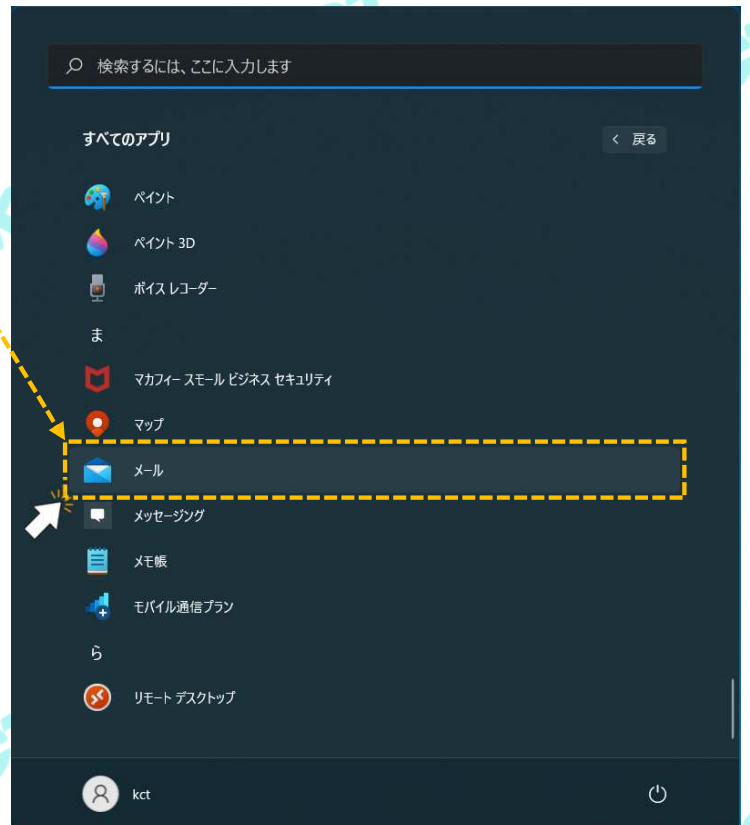 検索するには、ここに入力します
すべてのアプリ
戻る
ペイント
ペイント 3D
ボイス レコーダー
ま
マカフィー スモール ビジネス セキュリティ
マップ
メール
メッセージング
メモ帳
モバイル通信プラン
ら
リモート デスクトップ
kct